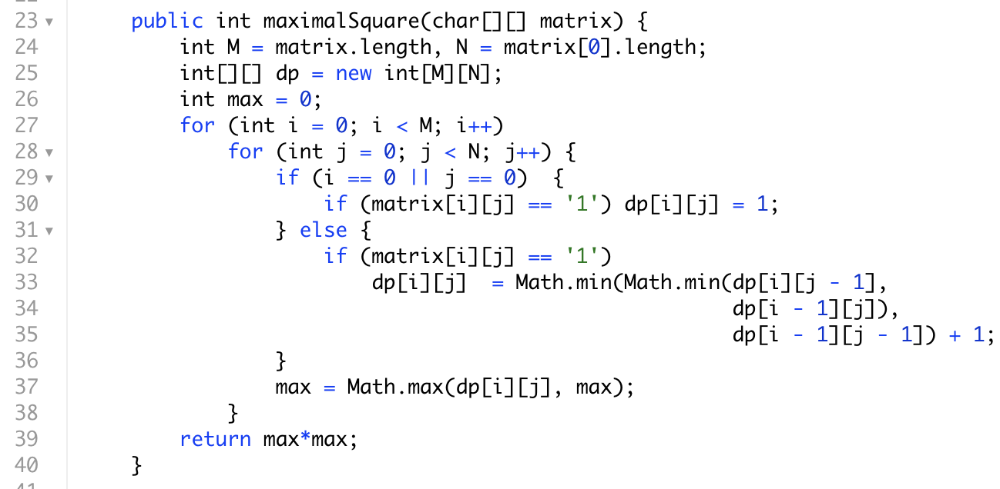 23 public int maximalSquare(char[][] matrix) {
24 int M = matrix.length, N = matrix[0].length;
25 int[][] dp = new int[M][N];
26 int max = 0;
27 for (int i = 0; i < M; i++)
28 for (int j = 0; j < N; j++) {
29 if (i == 0 || j == 0)  {
30 if (matrix[i][j] == '1') dp[i][j] = 1;
31 } else {
32 if (matrix[i][j] == '1')
33 dp[i][j]  = Math.min(Math.min(dp[i][j - 1],
34 dp[i - 1][j]),
35 dp[i - 1][j - 1]) + 1;
36 }
37 max = Math.max(dp[i][j], max);
38 }
39 return max*max;
40 }